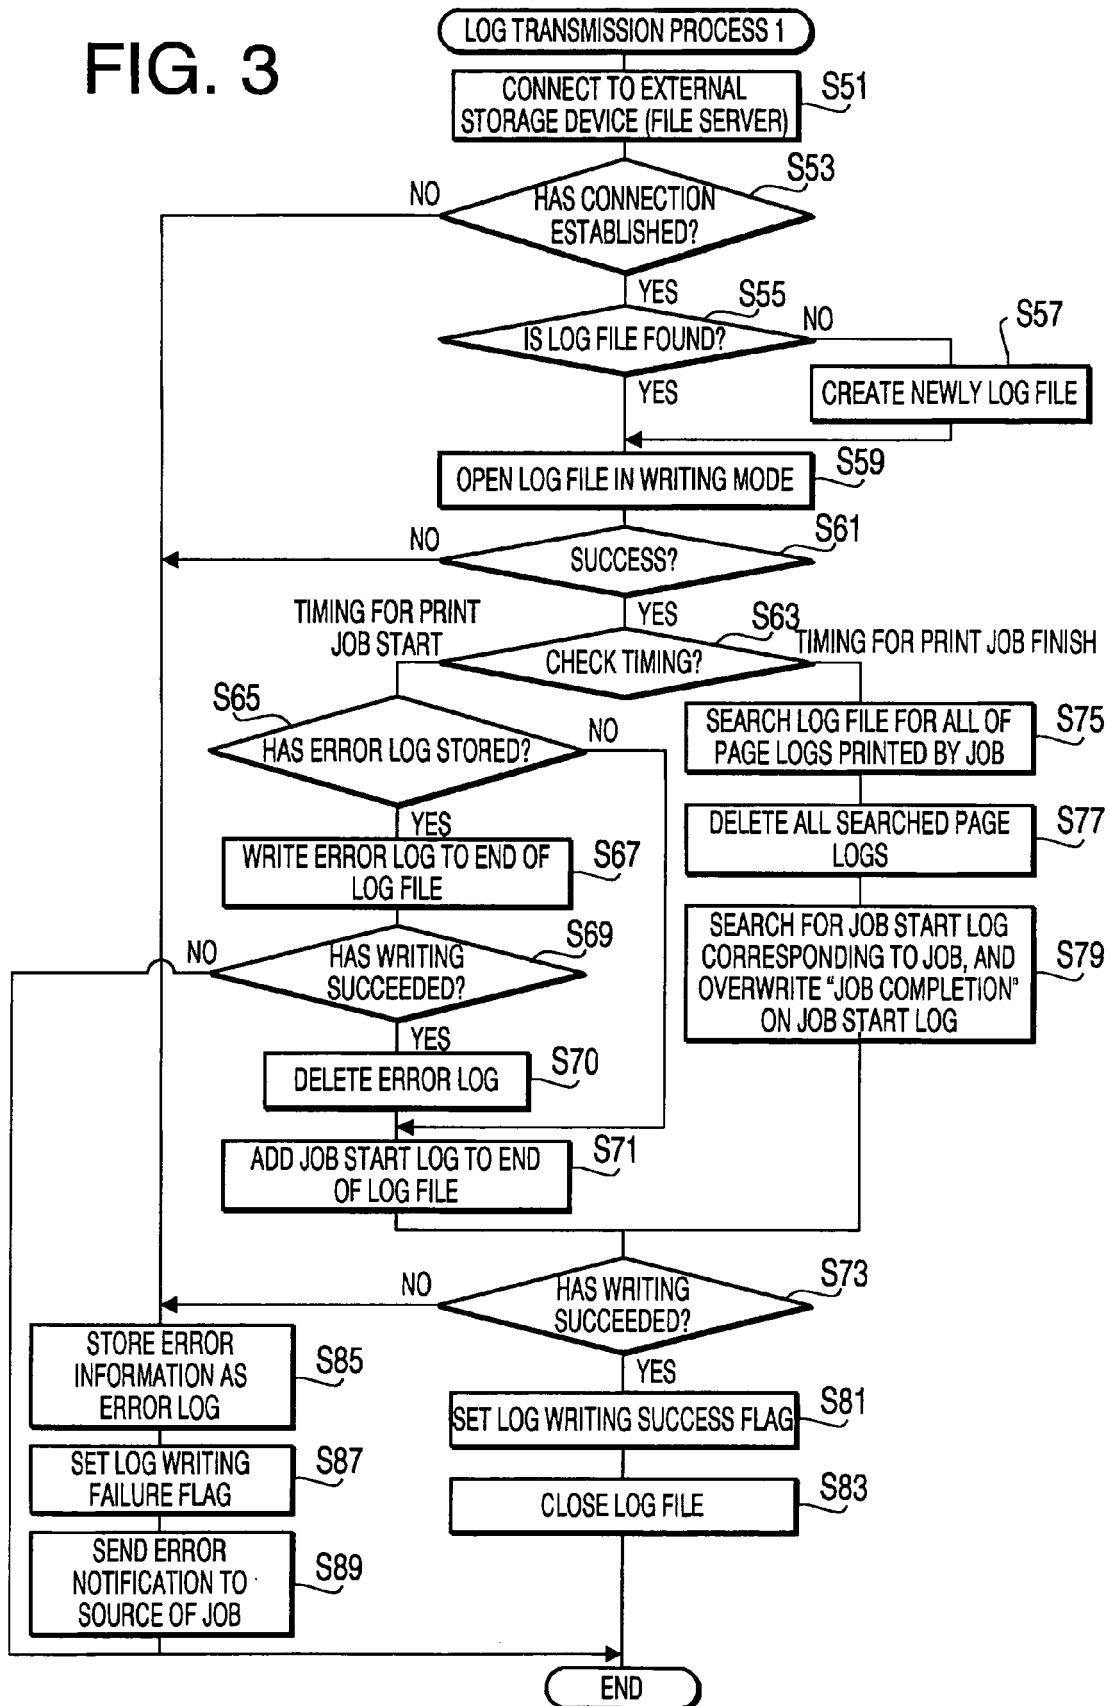 FIG. 3
LOG TRANSMISSION PROCESS 1
CONNECT TO EXTERNAL
STORAGE DEVICE (FILE SERVER)
S51
HAS CONNECTION
ESTABLISHED?
S53
NO
YES
IS LOG FILE FOUND?
S55
NO
YES
S57
CREATE NEWLY LOG FILE
OPEN LOG FILE IN WRITING MODE
S59
SUCCESS?
S61
NO
YES
CHECK TIMING?
S63
TIMING FOR PRINT
JOB START
TIMING FOR PRINT JOB FINISH
S65
HAS ERROR LOG STORED?
NO
YES
WRITE ERROR LOG TO END OF
LOG FILE
S67
HAS WRITING
SUCCEEDED?
S69
NO
YES
DELETE ERROR LOG
S70
ADD JOB START LOG TO END
OF LOG FILE
S71
SEARCH LOG FILE FOR ALL OF
PAGE LOGS PRINTED BY JOB
S75
DELETE ALL SEARCHED PAGE
LOGS
S77
SEARCH FOR JOB START LOG
CORRESPONDING TO JOB, AND
OVERWRITE “JOB COMPLETION”
ON JOB START LOG
S79
HAS WRITING
SUCCEEDED?
S73
NO
YES
SET LOG WRITING SUCCESS FLAG
S81
CLOSE LOG FILE
S83
STORE ERROR
INFORMATION AS
ERROR LOG
S85
SET LOG WRITING
FAILURE FLAG
S87
SEND ERROR
NOTIFICATION TO
SOURCE OF JOB
S89
END